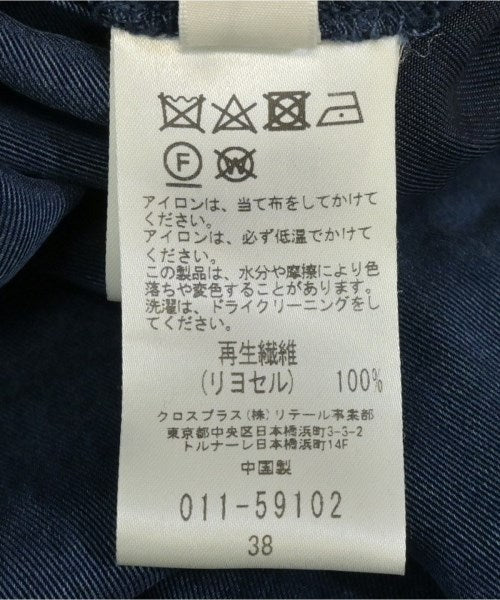 F
W
アイロンは、当て布をしてかけて
ください。
アイロンは、必ず低温でかけて
ください。
この製品は、水分や摩擦により色
落ちや変色することがあります。
洗濯は、ドライクリーニングをし
てください。
再生繊維
(リヨセル) 100%
クロスプラス(株)リテール事業部
東京都中央区日本橋浜町3-3-2
トルナーレ日本橋浜町14F
中国製
011-59102
38